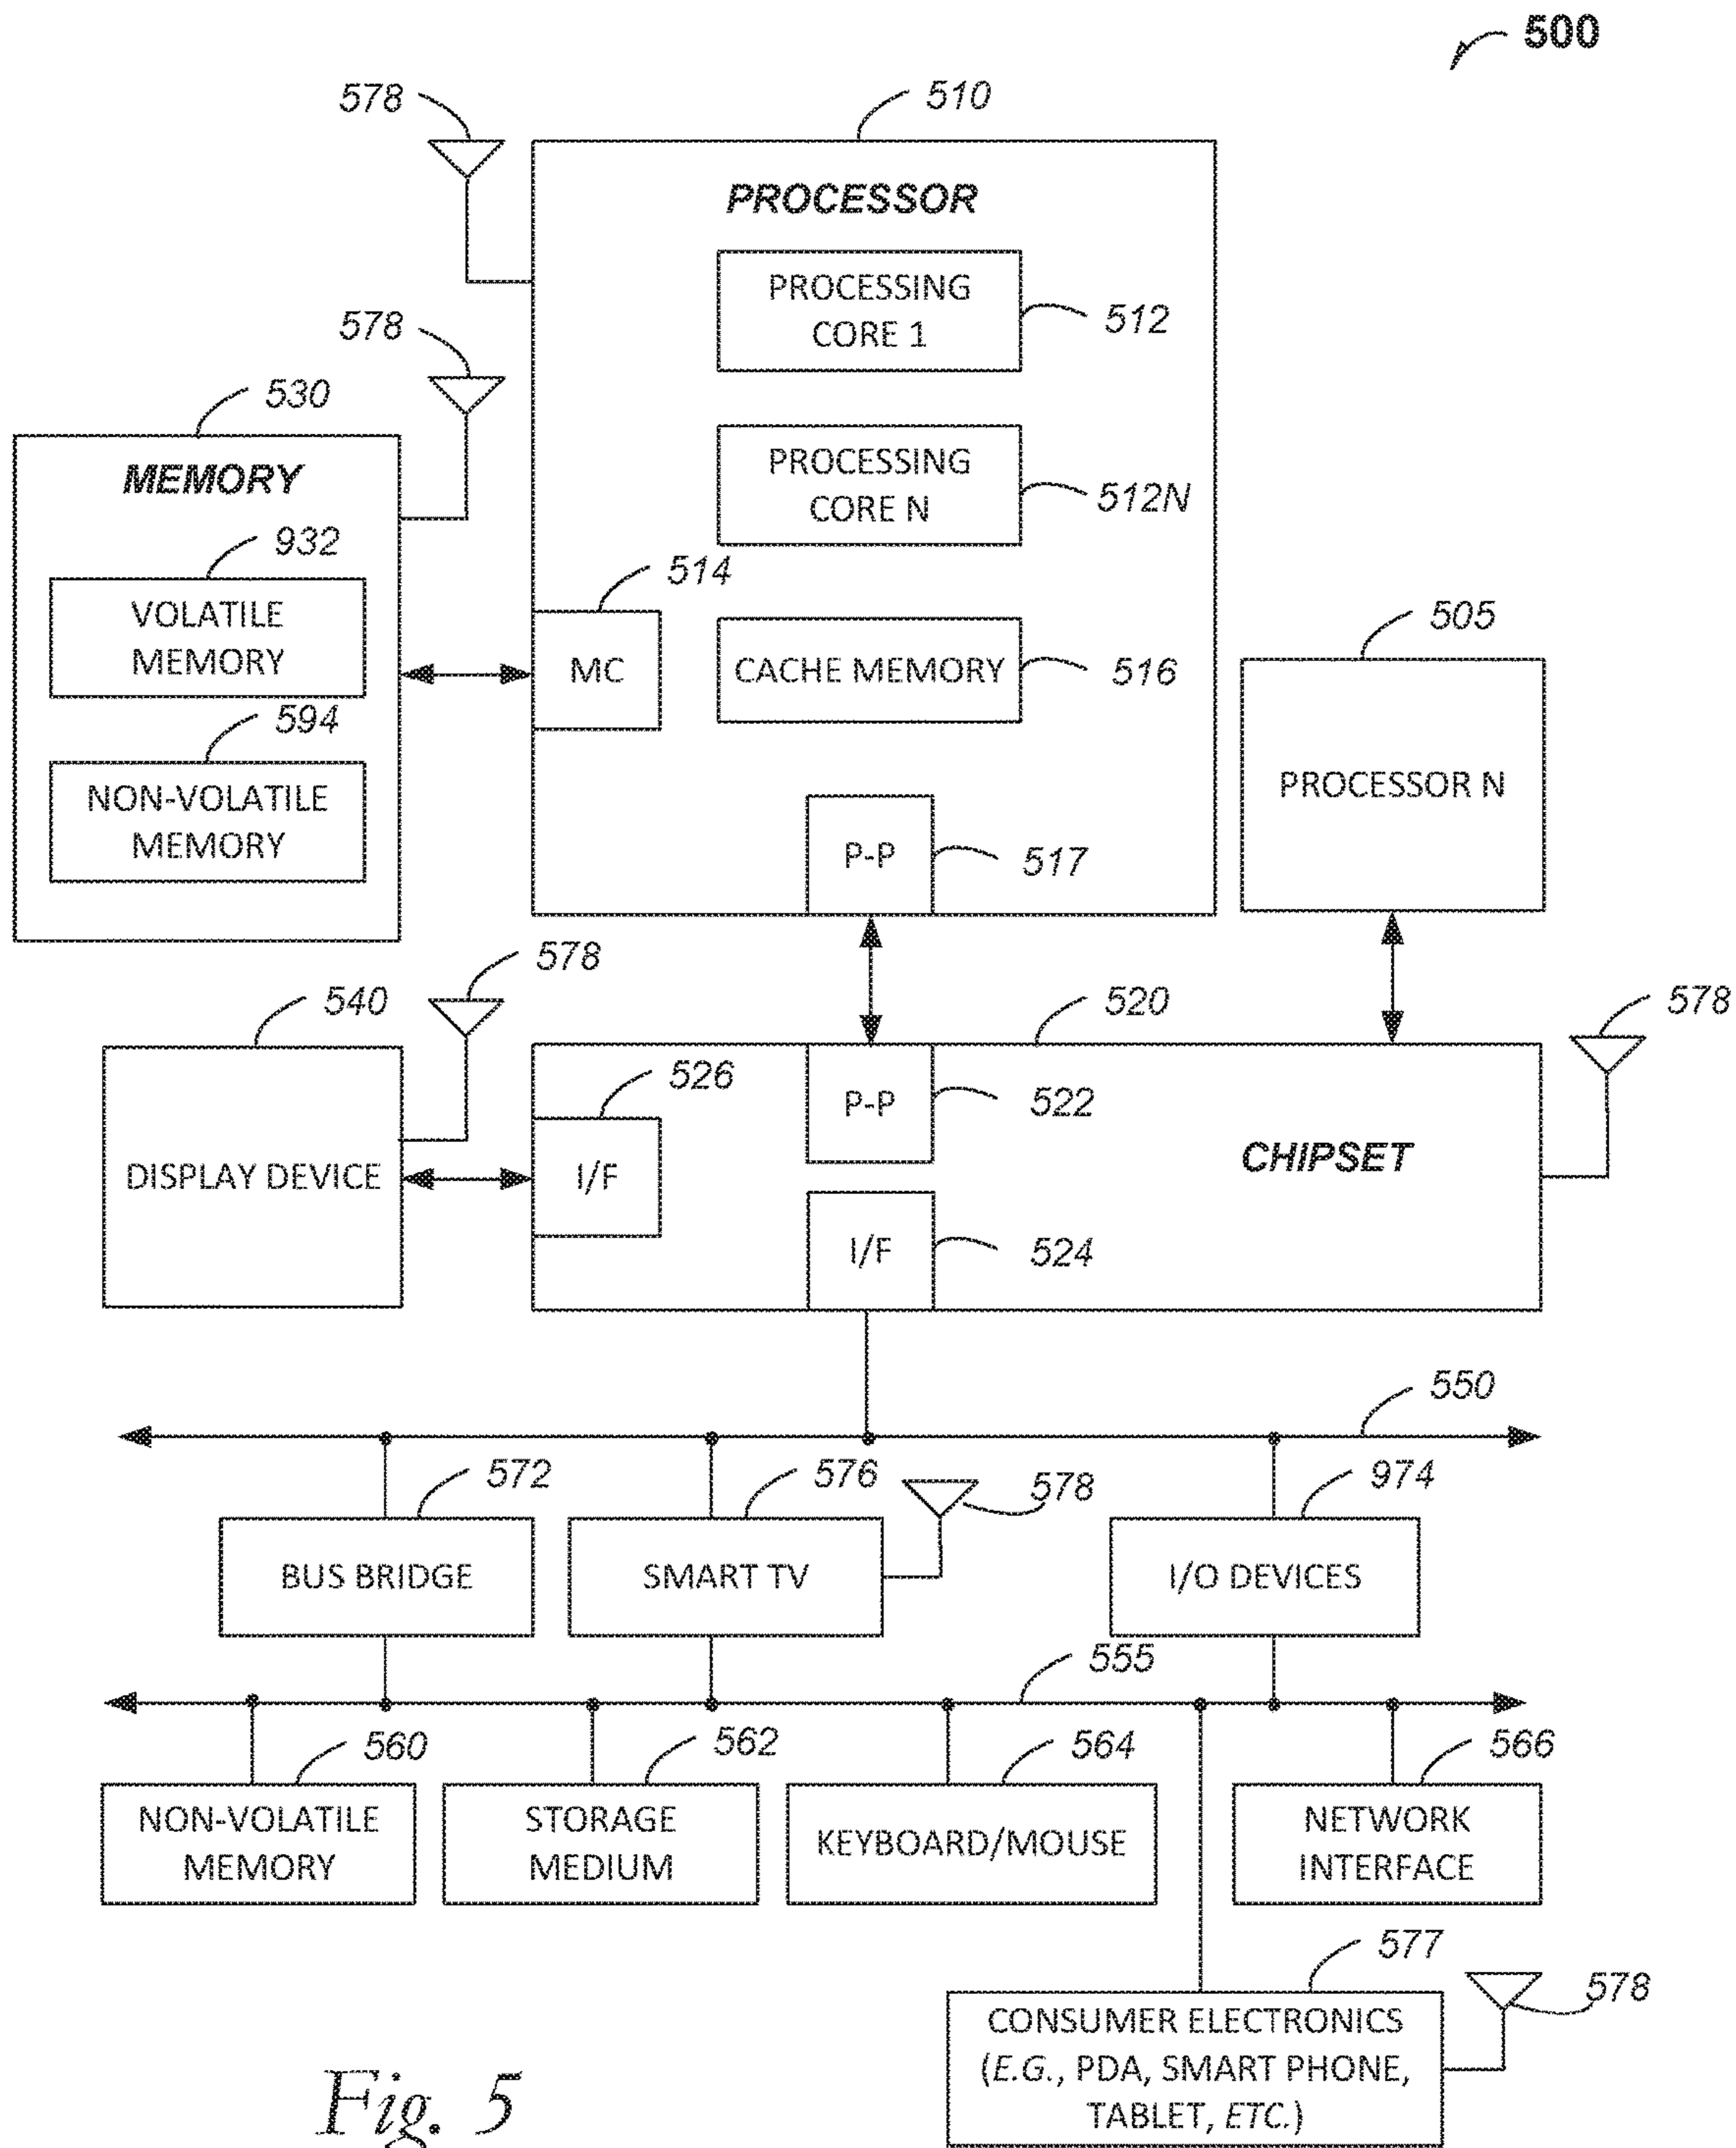 500
578
510
PROCESSOR
PROCESSING
CORE 1
512
578
530
MEMORY
PROCESSING
CORE N
512N
932
VOLATILE
MEMORY
514
MC
CACHE MEMORY
516
505
PROCESSOR N
594
NON-VOLATILE
MEMORY
P-P
517
578
540
DISPLAY DEVICE
520
578
526
I/F
P-P
522
CHIPSET
I/F
524
550
572
BUS BRIDGE
576
SMART TV
578
974
I/O DEVICES
555
560
NON-VOLATILE
MEMORY
562
STORAGE
MEDIUM
564
KEYBOARD/MOUSE
566
NETWORK
INTERFACE
577
CONSUMER ELECTRONICS
(E.G., PDA, SMART PHONE,
TABLET, ETC.)
578
Fig. 5